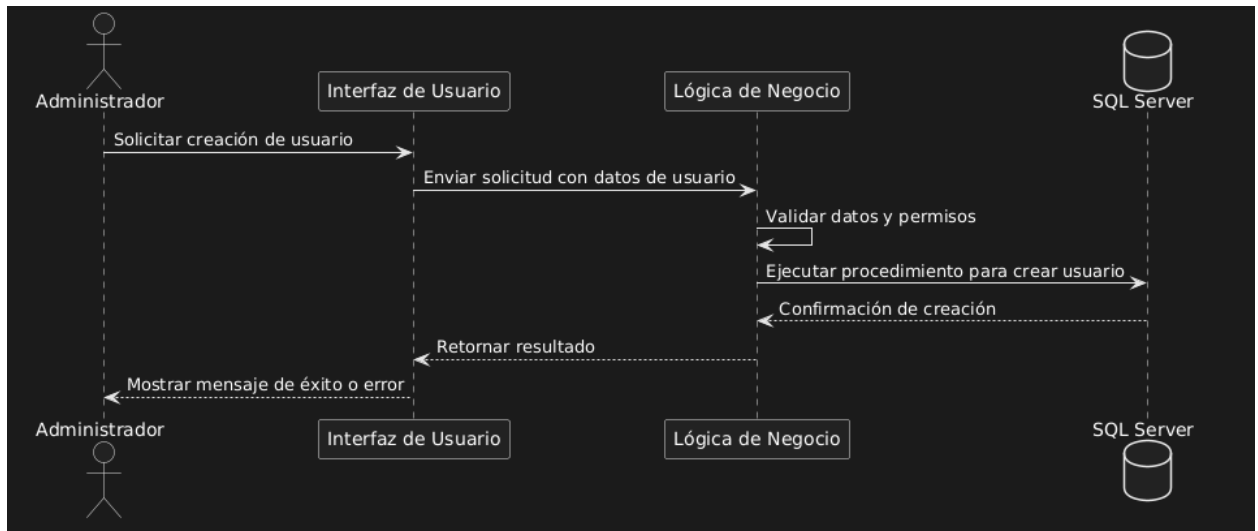 Administrador
Interfaz de Usuario
Lógica de Negocio
SQL Server
Solicitar creación de usuario
Enviar solicitud con datos de usuario
Validar datos y permisos
Ejecutar procedimiento para crear usuario
Confirmación de creación
Retornar resultado
Mostrar mensaje de éxito o error
Administrador
Interfaz de Usuario
Lógica de Negocio
SQL Server